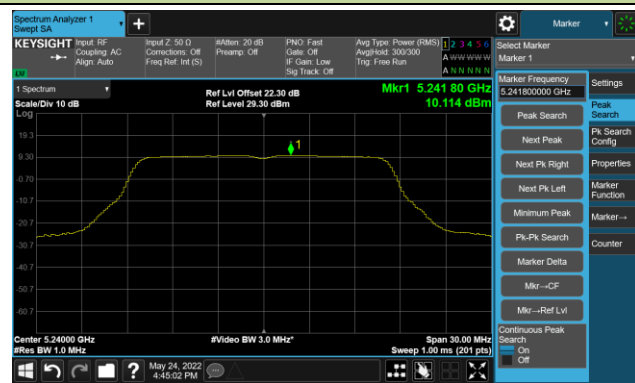 Spectrum Analyzer 1
Swept SA
+
Marker
KEYSIGHT
Input: RF
Coupling: AC
Align: Auto
Input Z: 50 Ω
Corrections: Off
Freq Ref: Int (S)
#Atten: 20 dB
Preamp: Off
PNO: Fast
Gate: Off
IF Gain: Low
Sig Track: Off
Avg Type: Power (RMS)
Avg|Hold: 300/300
Trig: Free Run
1 2 3 4 5 6
A W W W W W
A N N N N N
LXI
Select Marker
Marker 1
1 Spectrum
Scale/Div 10 dB
Log
Ref Lvl Offset 22.30 dB
Ref Level 29.30 dBm
Mkr1 5.241 80 GHz
10.114 dBm
1
19.3
9.30
-0.70
-10.7
-20.7
-30.7
-40.7
-50.7
-60.7
Center 5.24000 GHz
#Res BW 1.0 MHz
#Video BW 3.0 MHz*
Span 30.00 MHz
Sweep 1.00 ms (201 pts)
Marker Frequency
5.241800000 GHz
Peak Search
Next Peak
Next Pk Right
Next Pk Left
Minimum Peak
Pk-Pk Search
Marker Delta
Mkr→CF
Mkr→Ref Lvl
Continuous Peak
Search
On
Off
Settings
Peak
Search
Pk Search
Config
Properties
Marker
Function
Marker→
Counter
?
May 24, 2022
4:45:02 PM